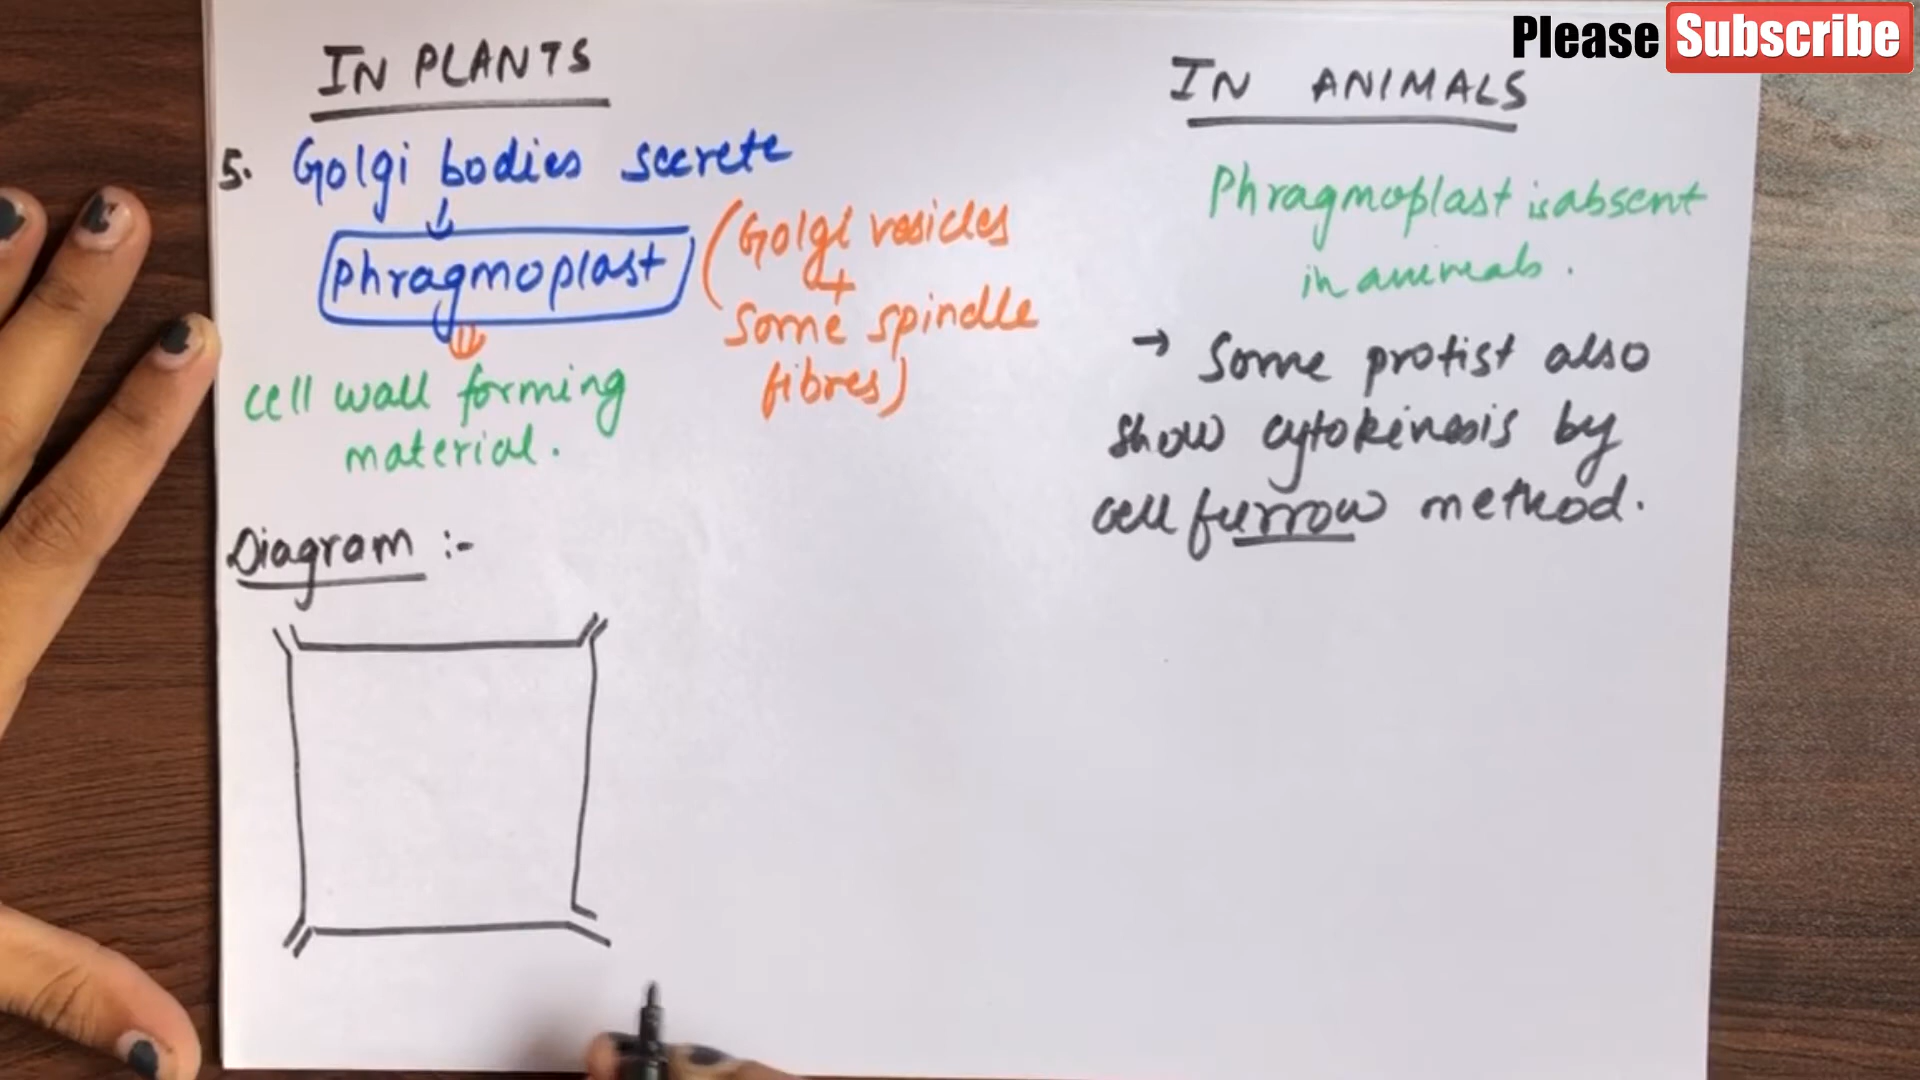 Please Subscribe
IN PLANTS
5. Golgi bodies secrete
Phragmoplast
(Golgi vesicles
+
Some spindle
fibres)
cell wall forming
material.
Diagram :-
IN ANIMALS
Phragmoplast is absent
in animals.
→ Some protist also
show cytokinesis by
cell furrow method.